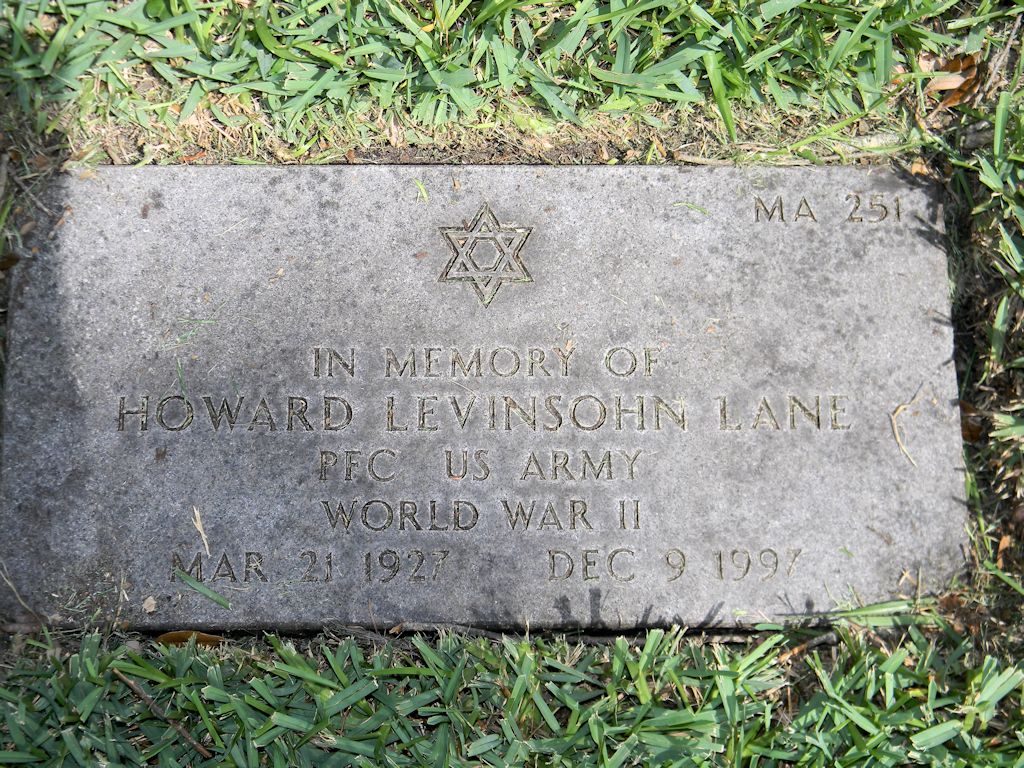 MA 251
IN MEMORY OF
HOWARD LEVINSOHN LANE
PFC US ARMY
WORLD WAR II
MAR 21 1927 DEC 9 1997